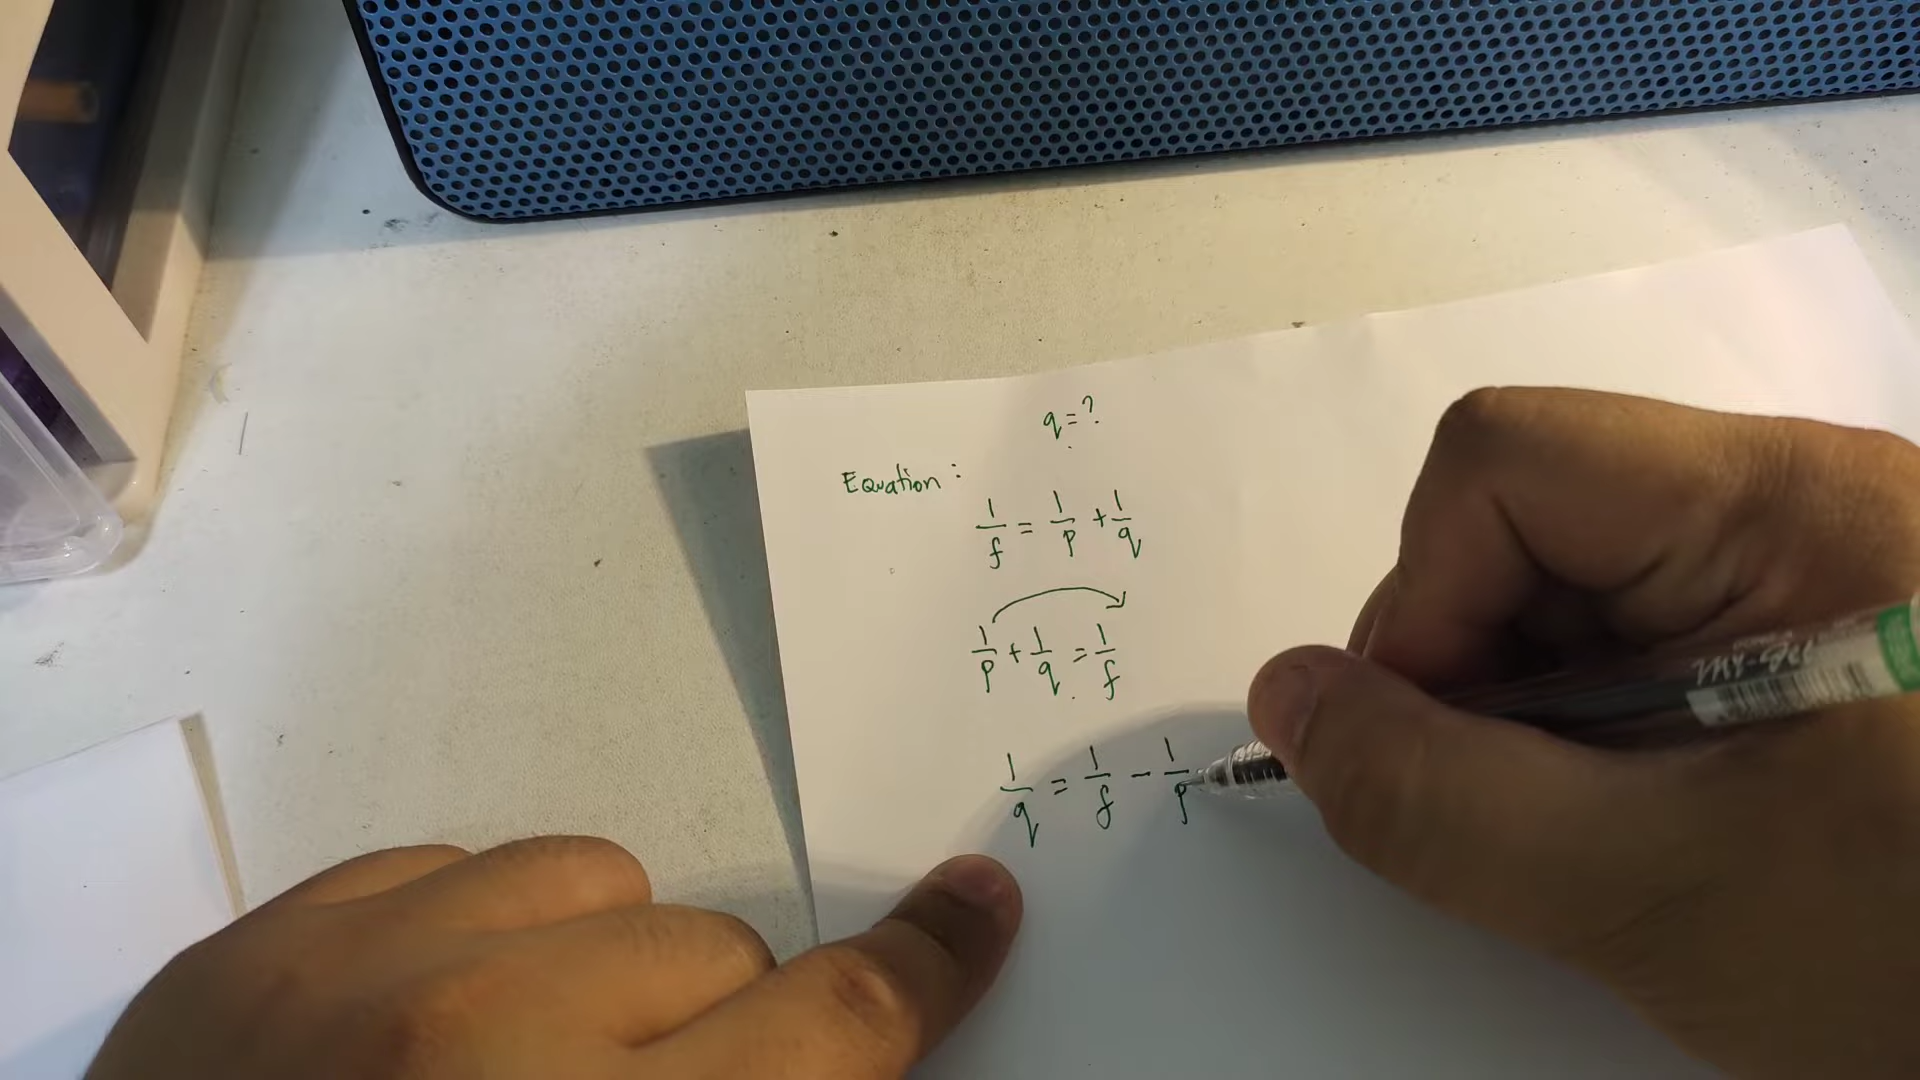 q = ?
Equation:
1/f = 1/p + 1/q
1/p + 1/q = 1/f
1/q = 1/f - 1/p